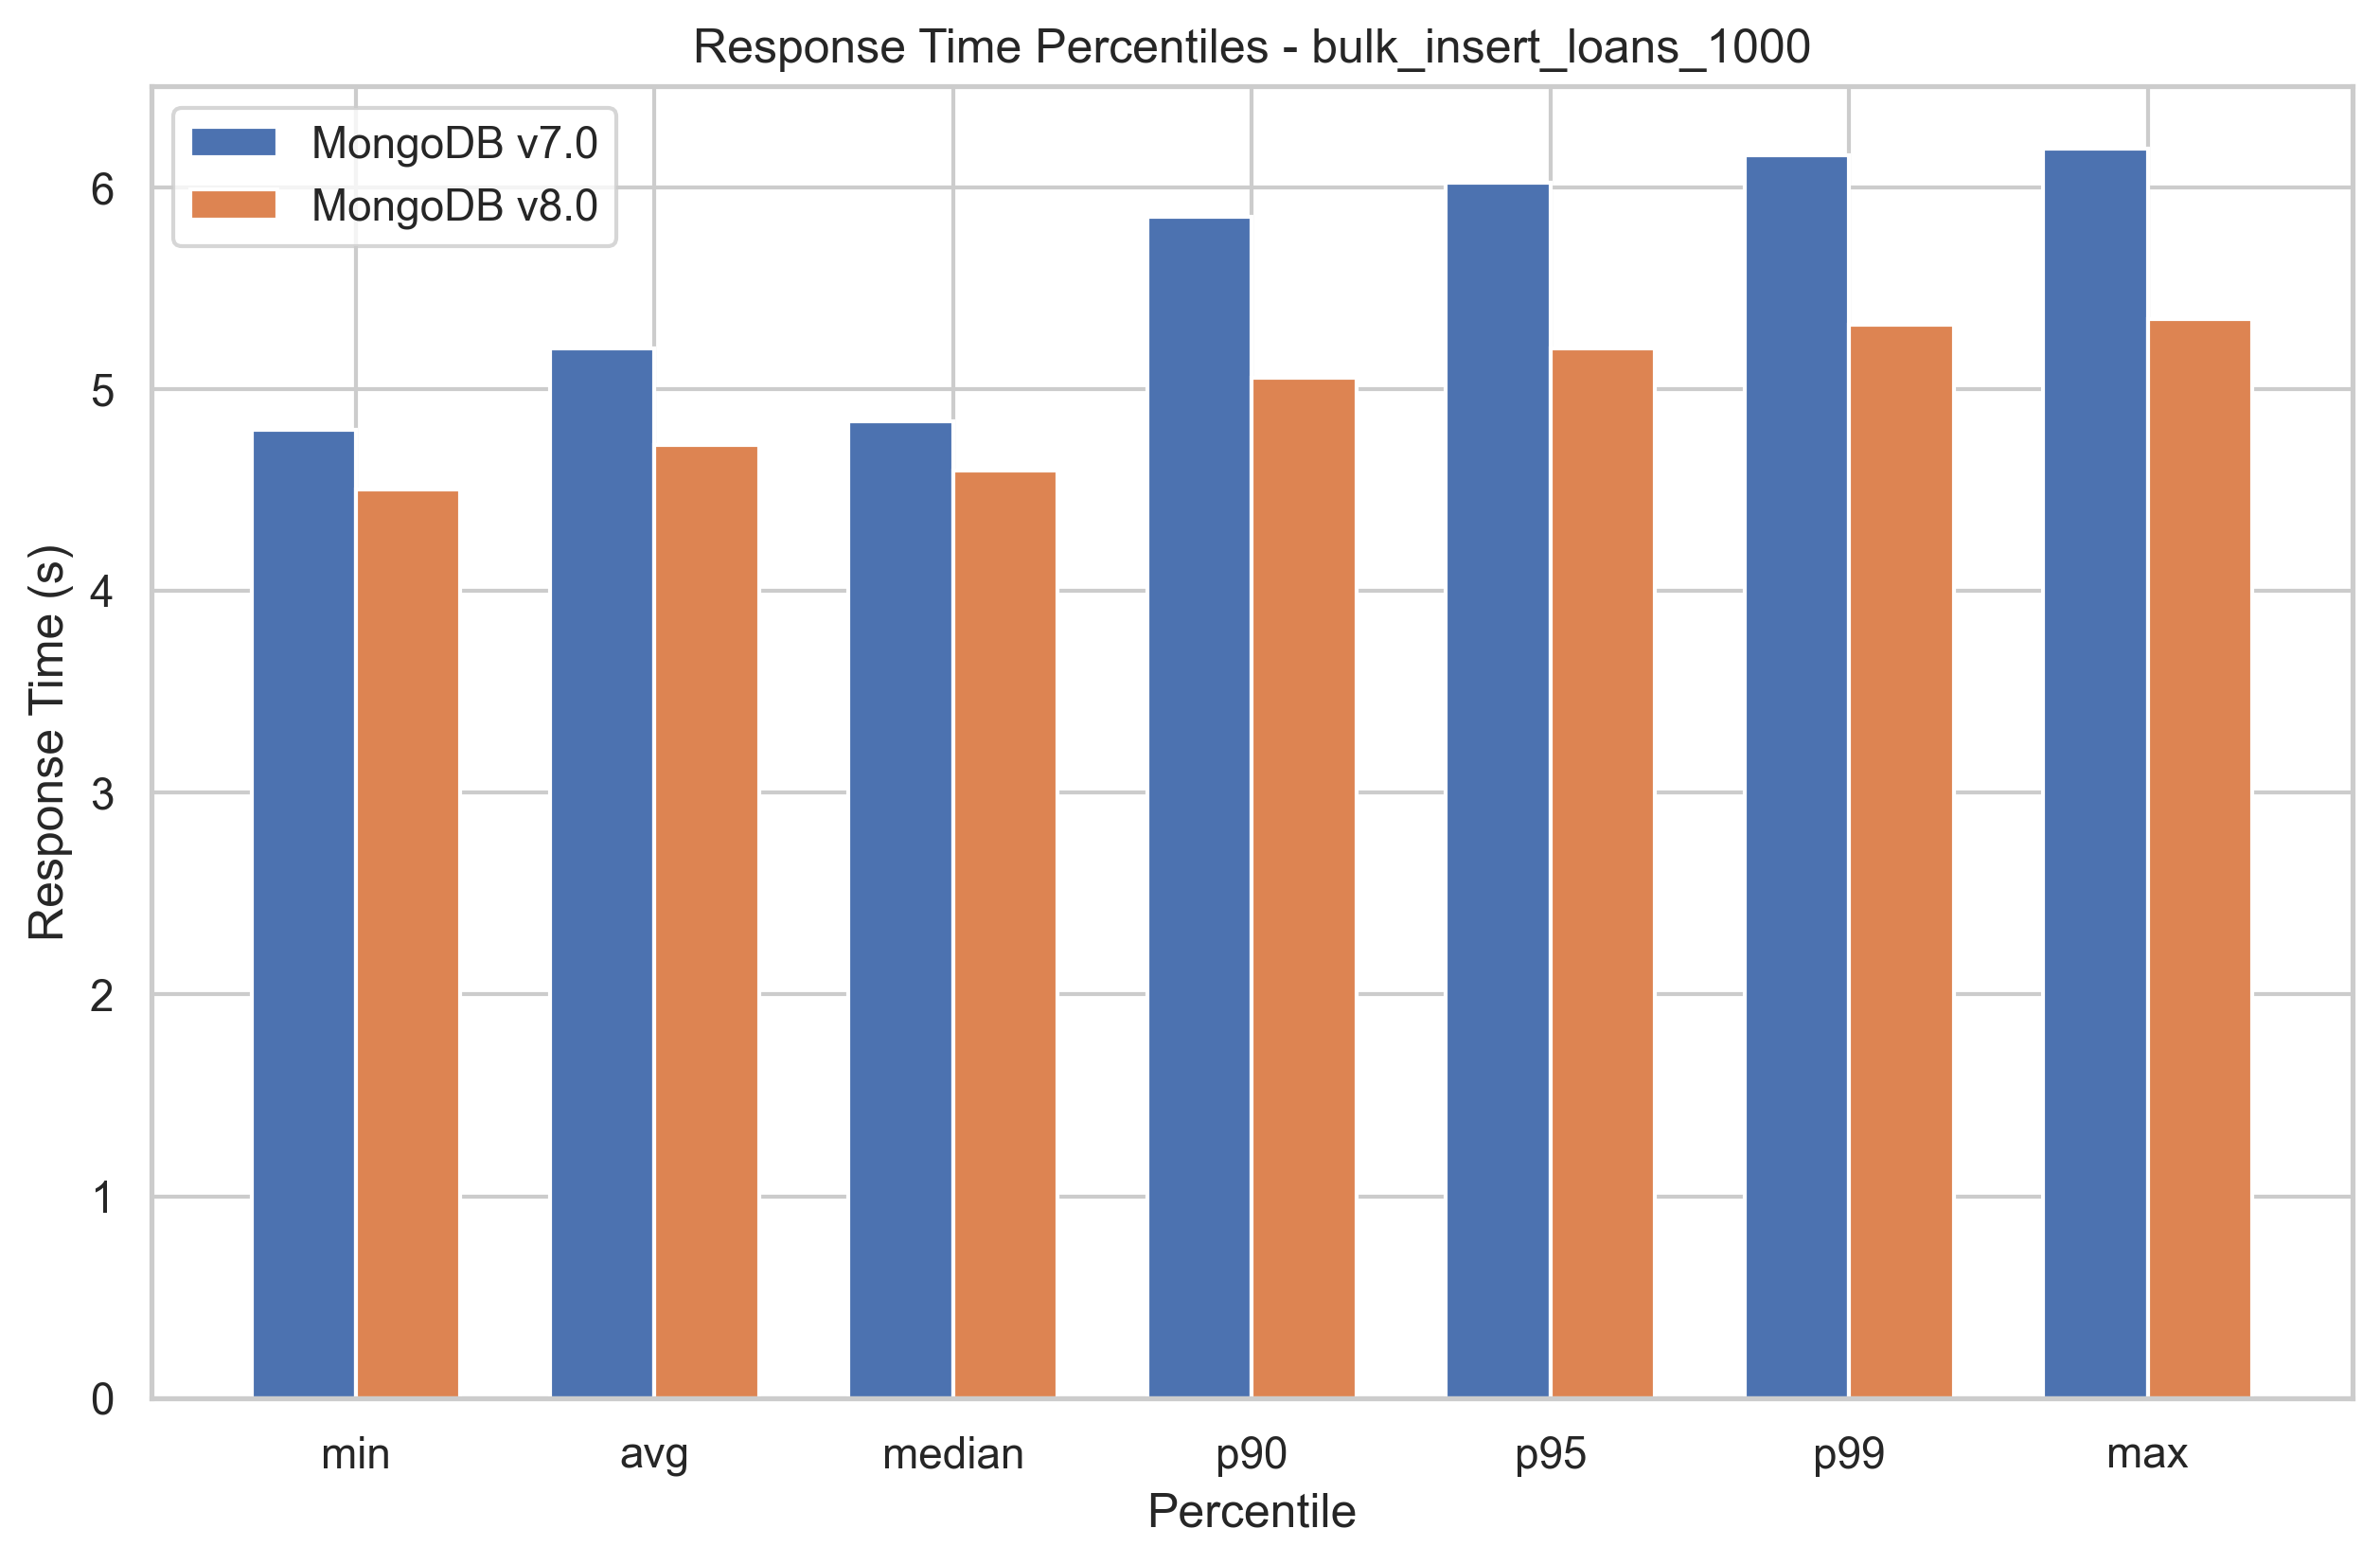 Response Time Percentiles - bulk_insert_loans_1000
MongoDB v7.0
MongoDB v8.0
Response Time (s)
6
5
4
3
2
1
0
min avg median p90 p95 p99 max
Percentile